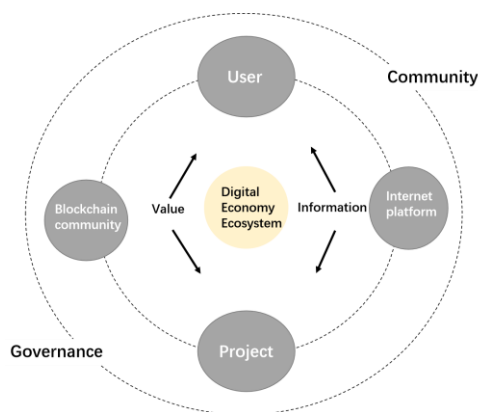 User
Community
Blockchain
community
Value
Digital
Economy
Ecosystem
Information
Internet
platform
Governance
Project